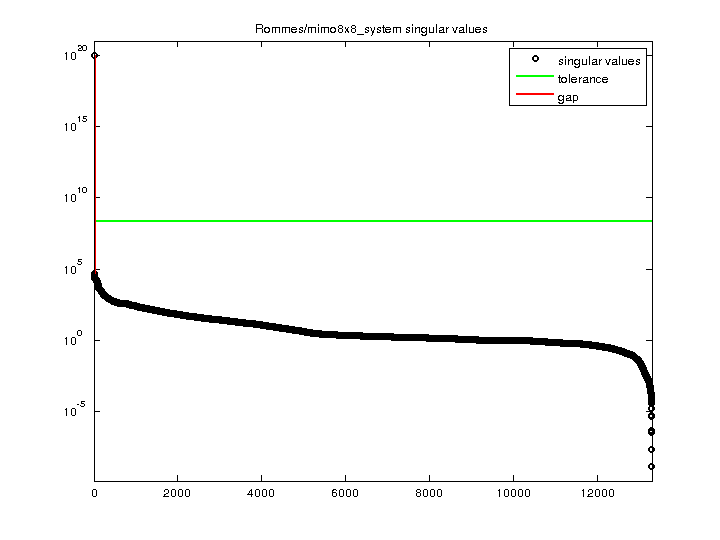 Rommes/mimo8x8_system singular values
10^20
10^15
10^10
10^5
10^0
10^-5
singular values
tolerance
gap
0 2000 4000 6000 8000 10000 12000